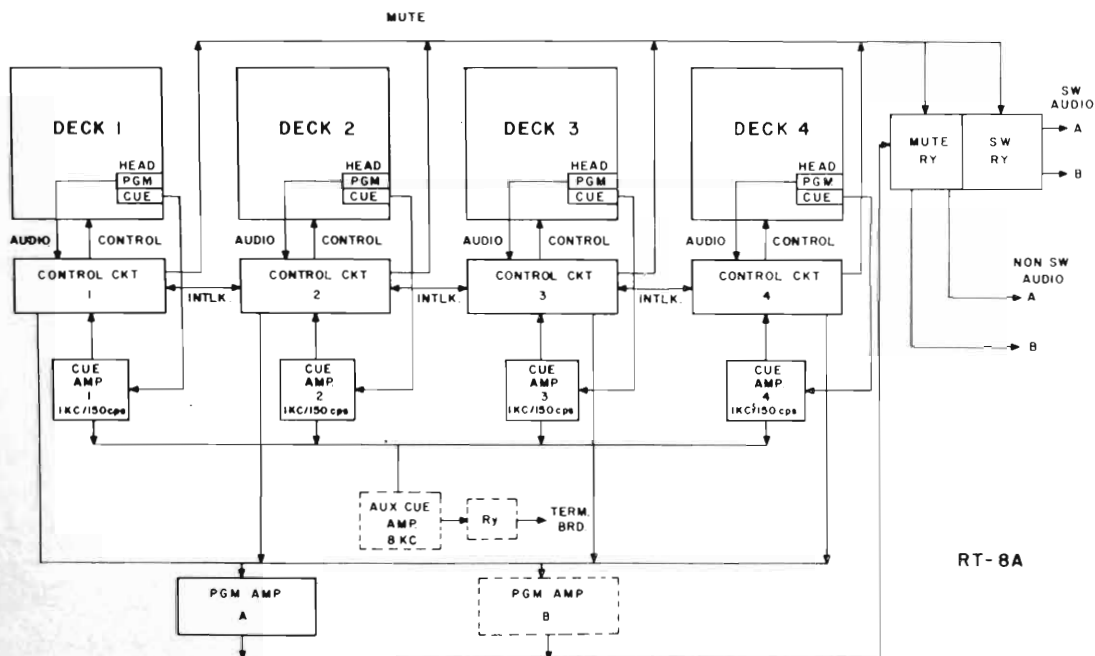 MUTE
DECK 1
DECK 2
DECK 3
DECK 4
SW
AUDIO
A
B
MUTE
RY
SW
RY
HEAD
PGM
CUE
HEAD
PGM
CUE
HEAD
PGM
CUE
HEAD
PGM
CUE
AUDIO
CONTROL
AUDIO
CONTROL
AUDIO
CONTROL
AUDIO
CONTROL
CONTROL CKT
1
INTLK.
CONTROL CKT
2
INTLK.
CONTROL CKT
3
INTLK.
CONTROL CKT
4
NON SW
AUDIO
A
B
CUE
AMP
1
1KC/150cps
CUE
AMP
2
1KC/150cps
CUE
AMP
3
1KC/150cps
CUE
AMP
4
1KC/150cps
AUX CUE
AMP.
8 KC
Ry
TERM.
BRD.
RT-8A
PGM AMP
A
PGM AMP
B